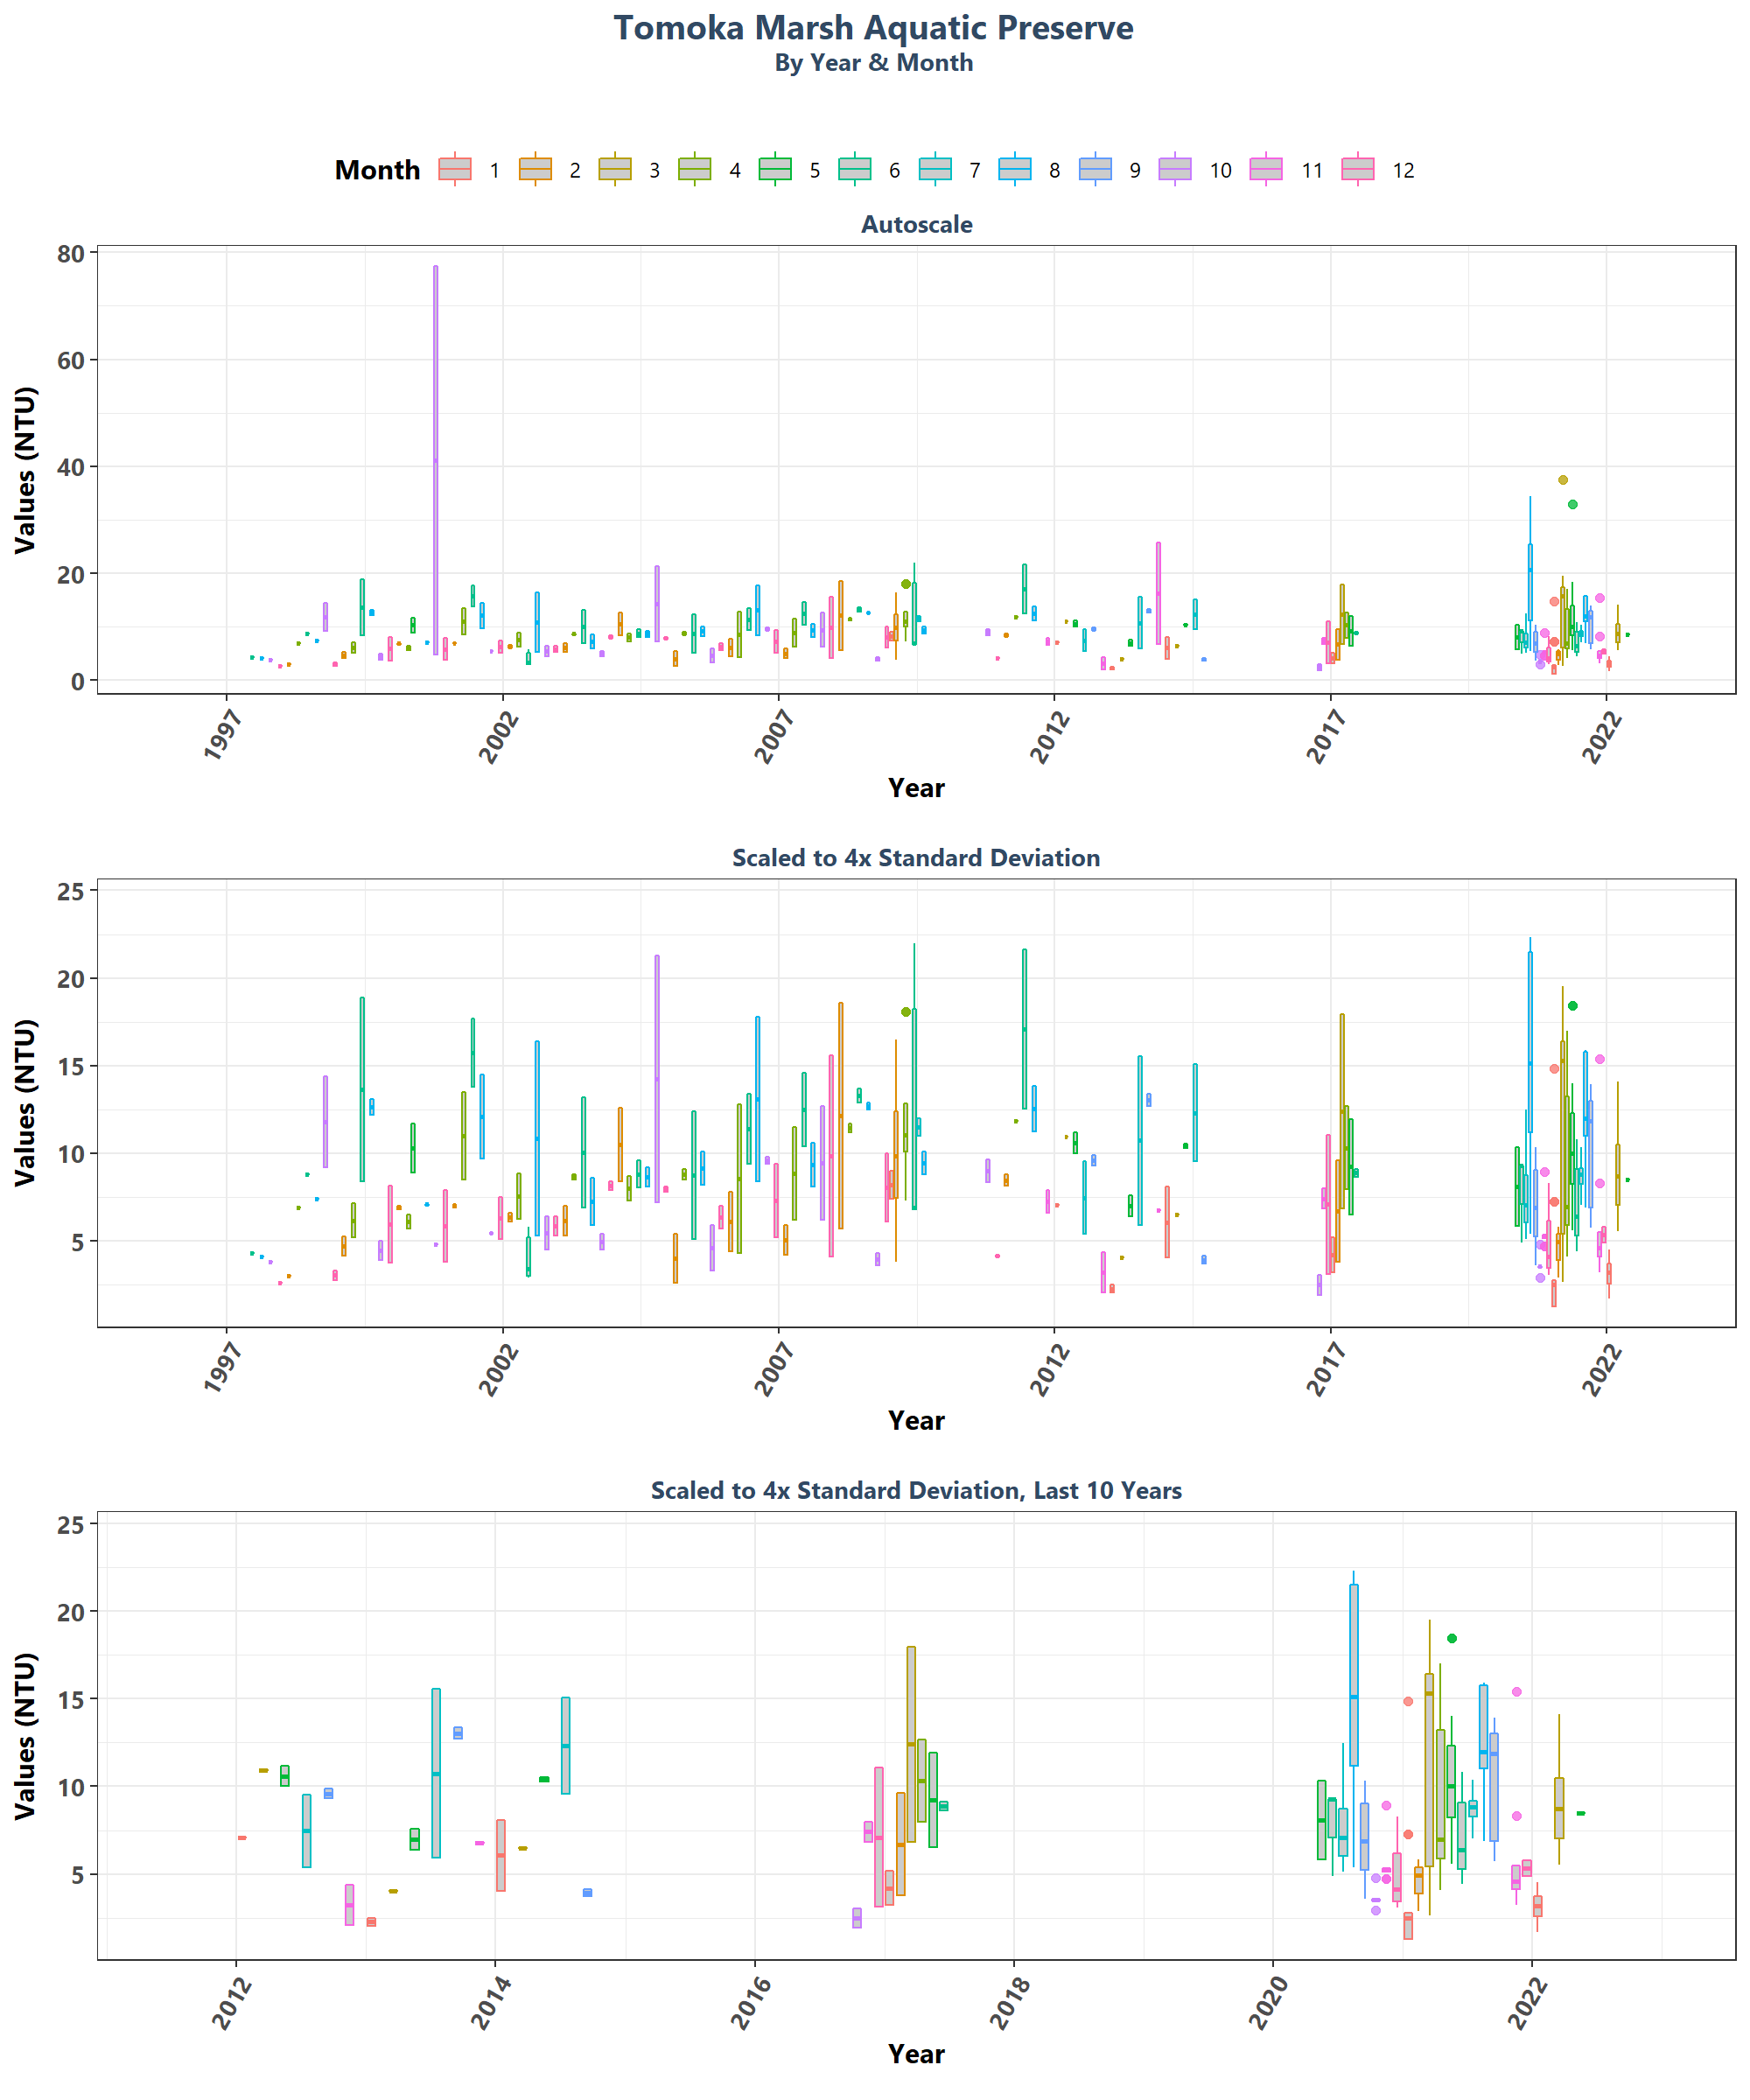 Tomoka Marsh Aquatic Preserve
By Year & Month
Month 1 2 3 4 5 6 7 8 9 10 11 12
Autoscale
Values (NTU)
80
60
40
20
0
1997 2002 2007 2012 2017 2022
Year
Scaled to 4x Standard Deviation
Values (NTU)
25
20
15
10
5
1997 2002 2007 2012 2017 2022
Year
Scaled to 4x Standard Deviation, Last 10 Years
Values (NTU)
25
20
15
10
5
2012 2014 2016 2018 2020 2022
Year